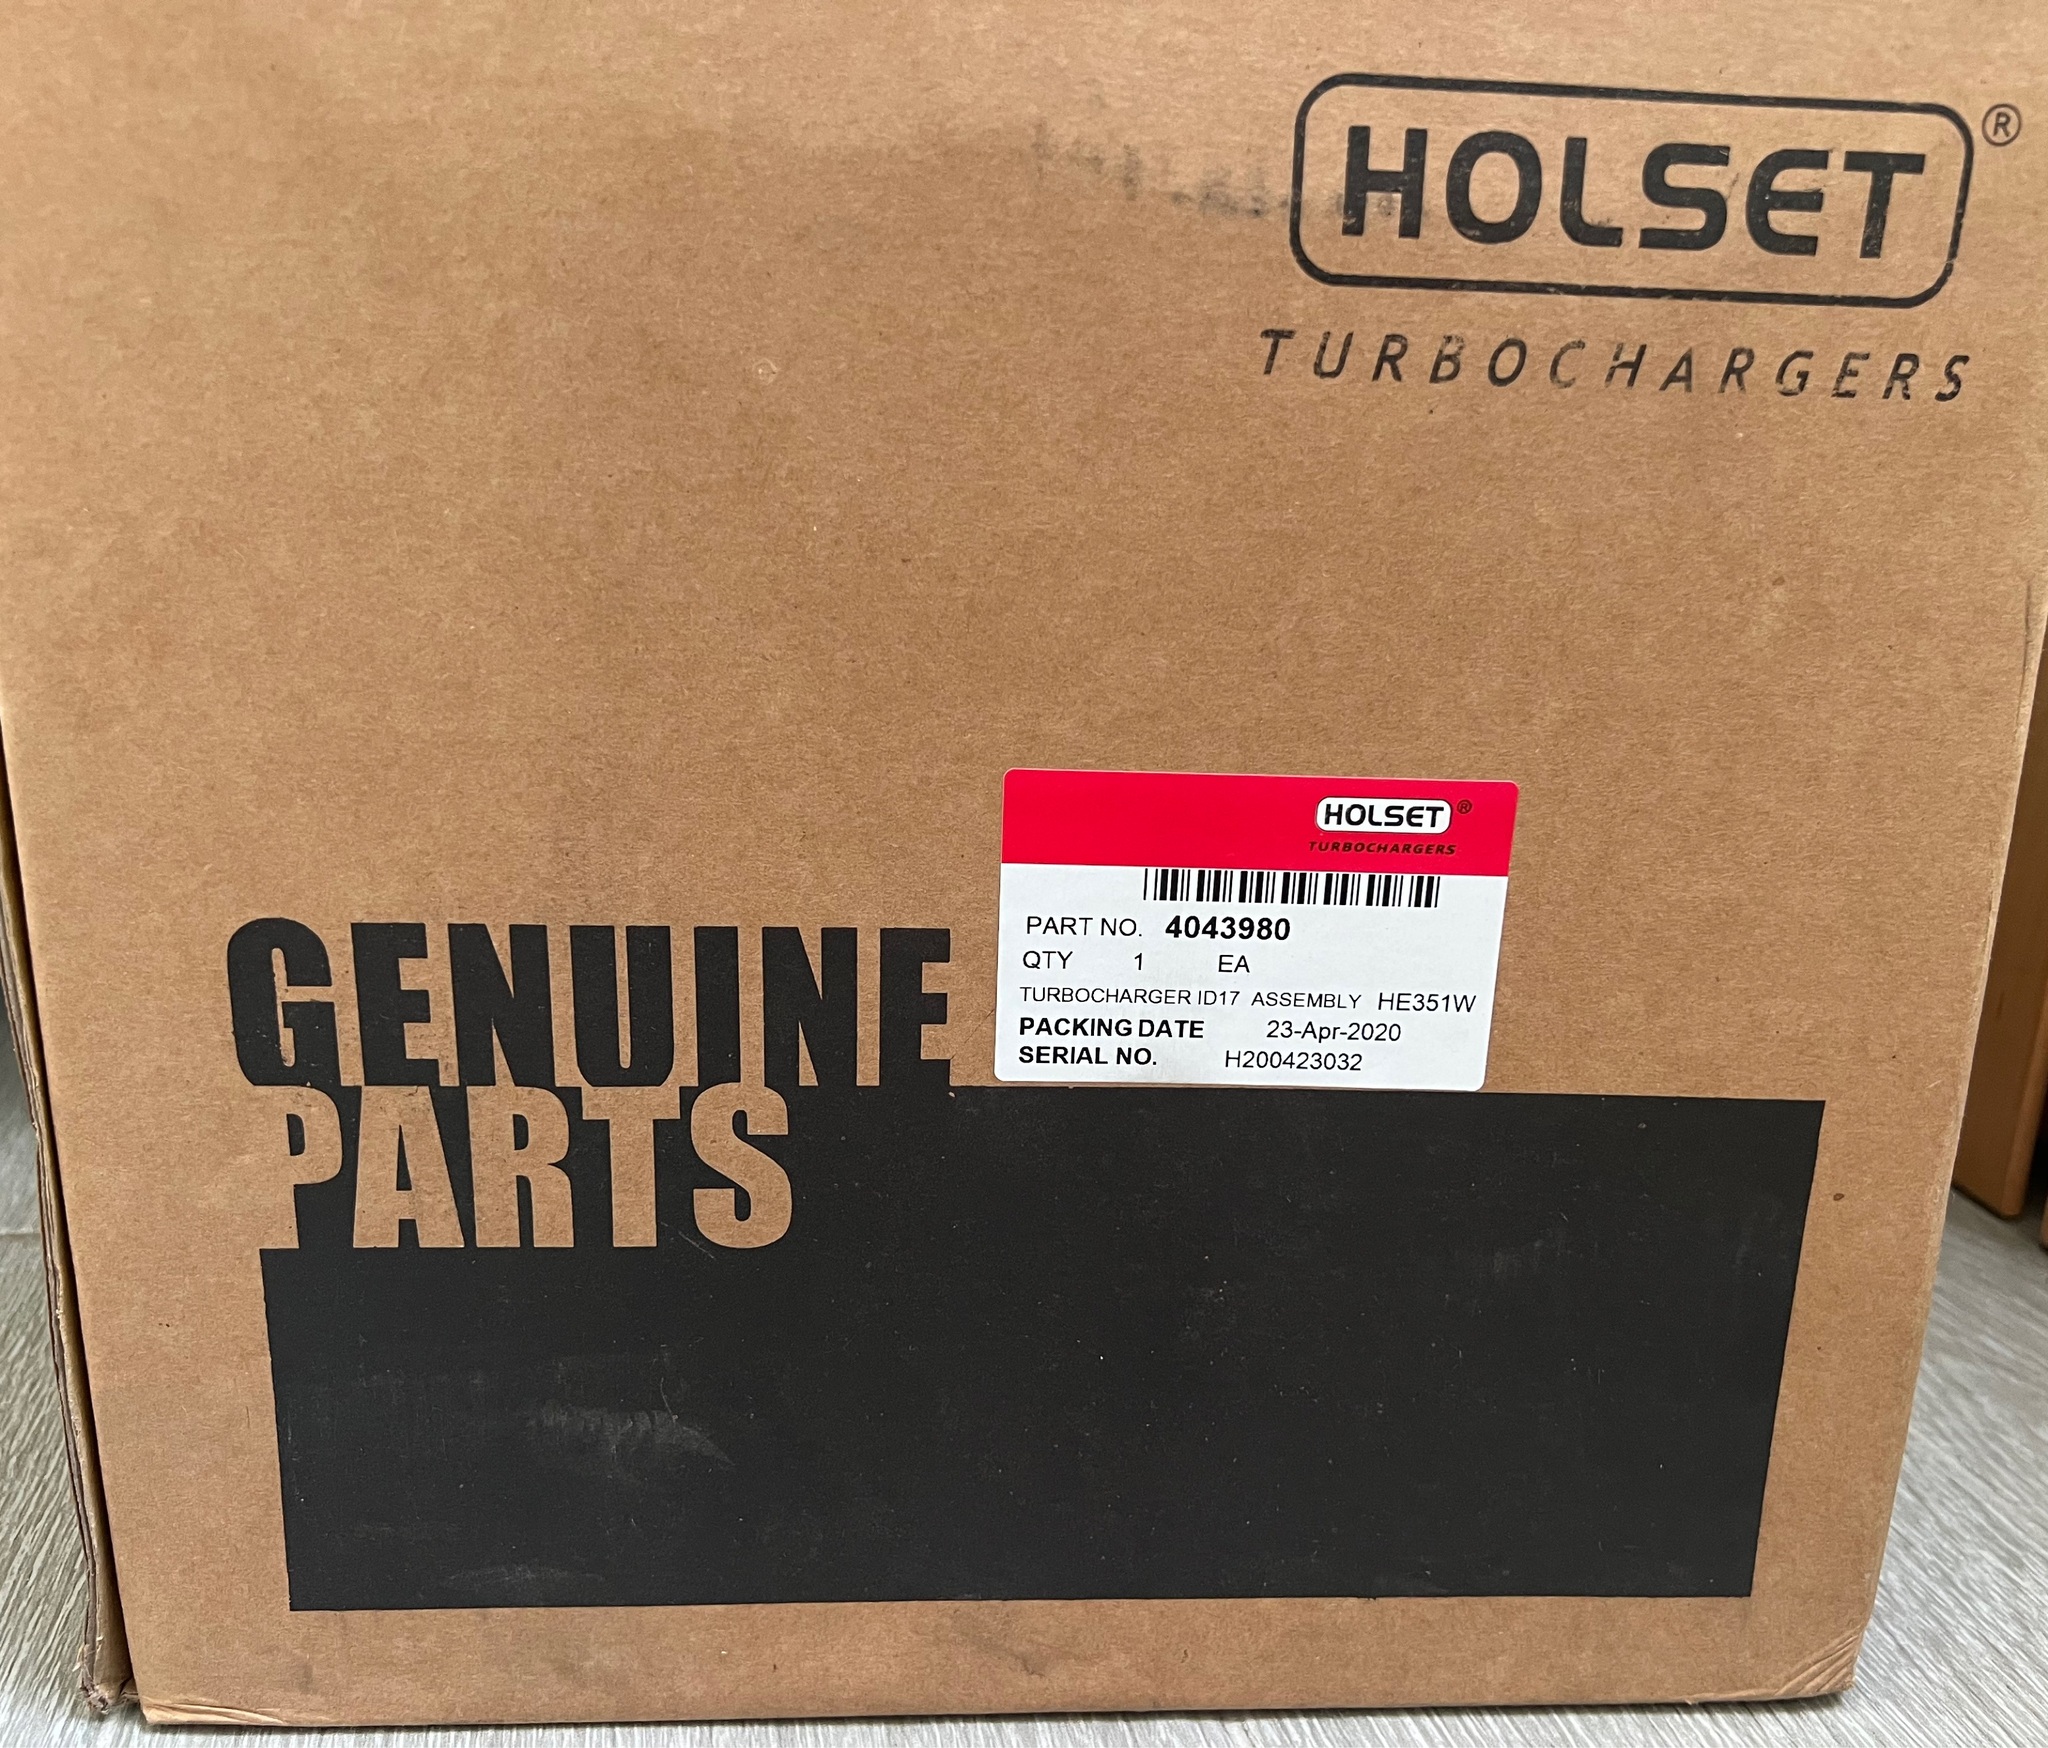 HOLSET®
TURBOCHARGERS
HOLSET®
TURBOCHARGERS
PART NO. 4043980
QTY 1 EA
TURBOCHARGER ID17 ASSEMBLY HE351W
PACKING DATE 23-Apr-2020
SERIAL NO. H200423032
GENUINE
PARTS